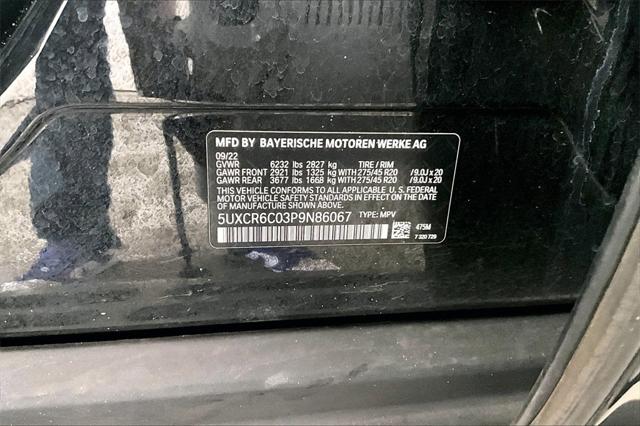 MFD BY BAYERISCHE MOTOREN WERKE AG
09/22
GVWR 6232 lbs 2827 kg TIRE / RIM
GAWR FRONT 2921 lbs 1325 kg WITH 275/45 R20 /9.0J x 20
GAWR REAR 3677 lbs 1668 kg WITH 275/45 R20 /9.0J x 20
THIS VEHICLE CONFORMS TO ALL APPLICABLE U. S. FEDERAL
MOTOR VEHICLE SAFETY STANDARDS IN EFFECT ON THE DATE
OF MANUFACTURE SHOWN ABOVE.
5UXCR6C03P9N86067 TYPE: MPV
475M
7 320 729